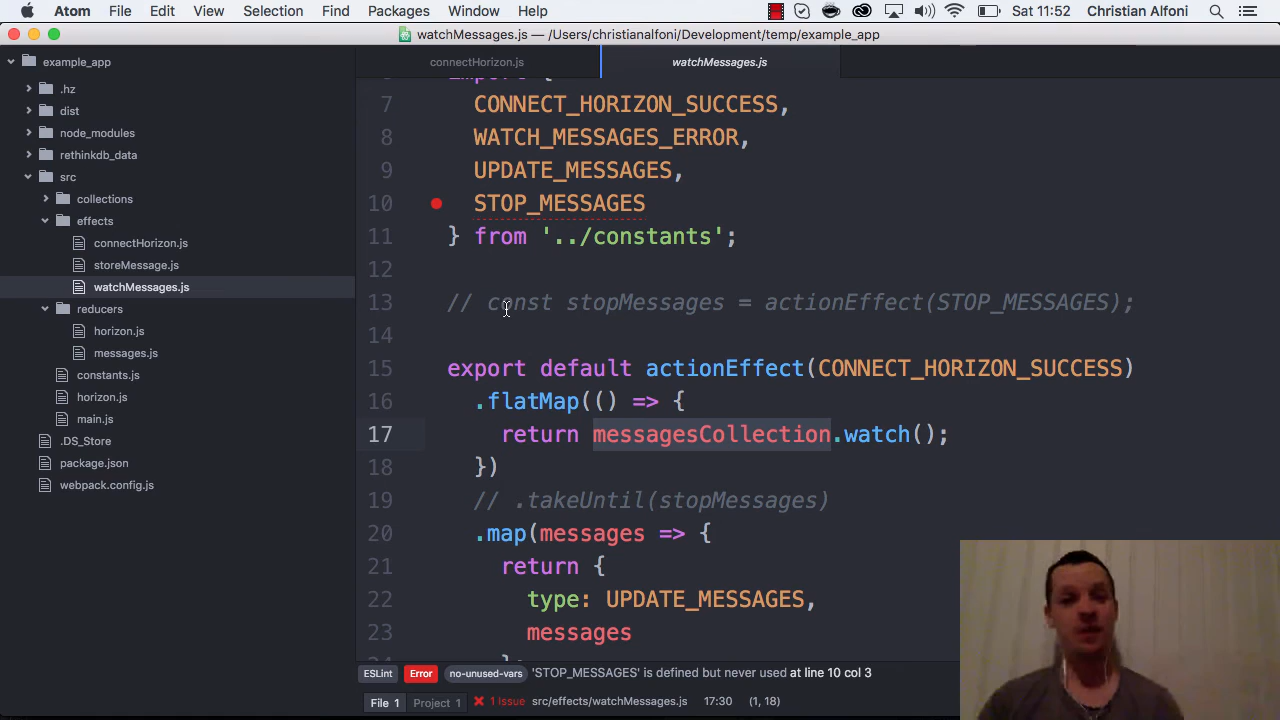 Atom File Edit View Selection Find Packages Window Help Sat 11:52 Christian Alfoni
watchMessages.js — /Users/christianalfoni/Development/temp/example_app
example_app
.hz
dist
node_modules
rethinkdb_data
src
collections
effects
connectHorizon.js
storeMessage.js
watchMessages.js
reducers
horizon.js
messages.js
constants.js
horizon.js
main.js
.DS_Store
package.json
webpack.config.js
connectHorizon.js watchMessages.js
7 CONNECT_HORIZON_SUCCESS,
8 WATCH_MESSAGES_ERROR,
9 UPDATE_MESSAGES,
10 STOP_MESSAGES
11 } from '../constants';
12
13 // const stopMessages = actionEffect(STOP_MESSAGES);
14
15 export default actionEffect(CONNECT_HORIZON_SUCCESS)
16 .flatMap(() => {
17 return messagesCollection.watch();
18 })
19 // .takeUntil(stopMessages)
20 .map(messages => {
21 return {
22 type: UPDATE_MESSAGES,
23 messages
ESLint Error no-unused-vars 'STOP_MESSAGES' is defined but never used at line 10 col 3
File 1 Project 1 1 Issue src/effects/watchMessages.js 17:30 (1, 18)